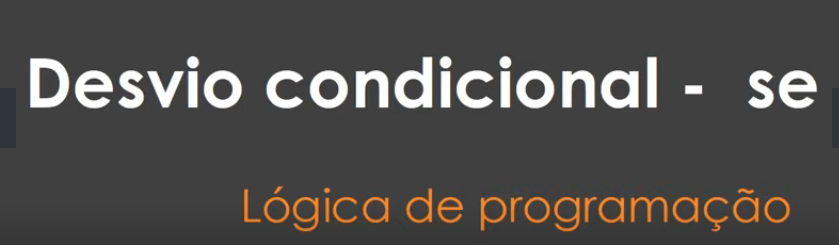 Desvio condicional - se
Lógica de programação